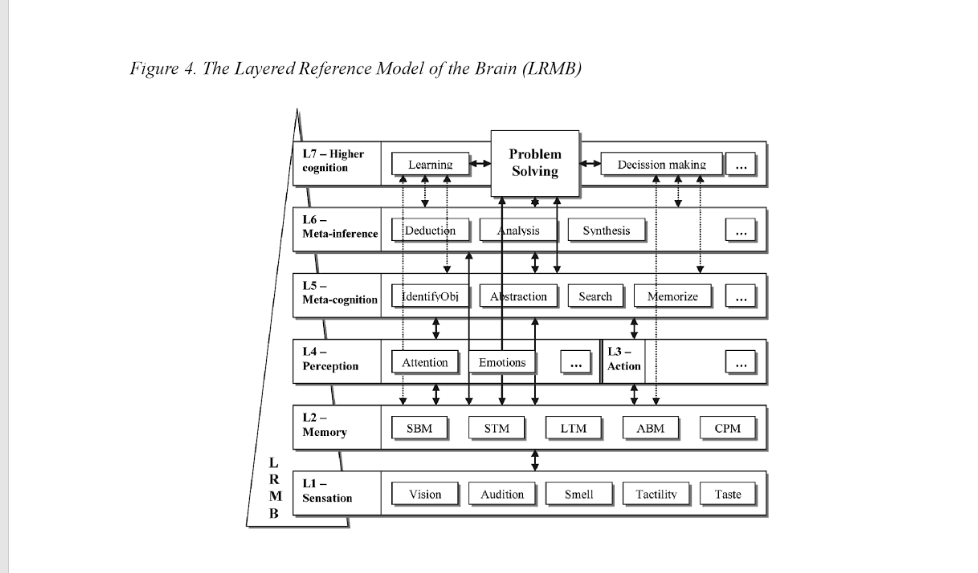 Figure 4. The Layered Reference Model of the Brain (LRMB)
L7 – Higher
cognition
Learning
Problem
Solving
Decission making
...
L6 –
Meta-inference
Deduction
Analysis
Synthesis
...
L5 –
Meta-cognition
IdentifyObj
Abstraction
Search
Memorize
...
L4 –
Perception
Attention
Emotions
...
L3 –
Action
...
L2 –
Memory
SBM
STM
LTM
ABM
CPM
L1 –
Sensation
Vision
Audition
Smell
Tactility
Taste
L
R
M
B